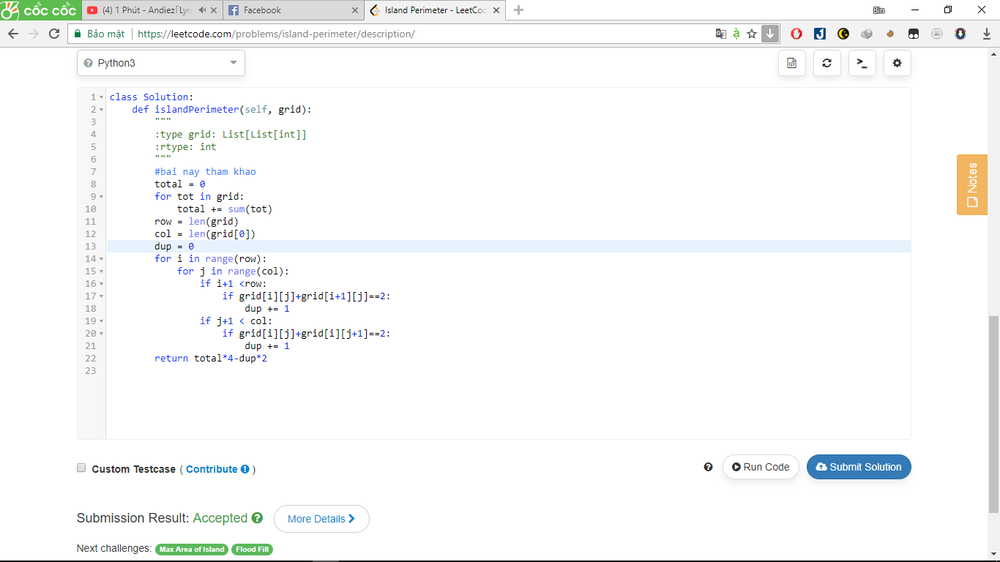 cốc cốc
(4) 1 Phút - Andiez「Lyri
Facebook
Island Perimeter - LeetCod
Bin
Bảo mật
https://leetcode.com/problems/island-perimeter/description/
Python3
1 class Solution:
2     def islandPerimeter(self, grid):
3         """
4         :type grid: List[List[int]]
5         :rtype: int
6         """
7         #bai nay tham khao
8         total = 0
9         for tot in grid:
10             total += sum(tot)
11         row = len(grid)
12         col = len(grid[0])
13         dup = 0
14         for i in range(row):
15             for j in range(col):
16                 if i+1 <row:
17                     if grid[i][j]+grid[i+1][j]==2:
18                         dup += 1
19                 if j+1 < col:
20                     if grid[i][j]+grid[i][j+1]==2:
21                         dup += 1
22         return total*4-dup*2
23
Notes
Custom Testcase ( Contribute )
Run Code
Submit Solution
Submission Result: Accepted
More Details
Next challenges: Max Area of Island Flood Fill